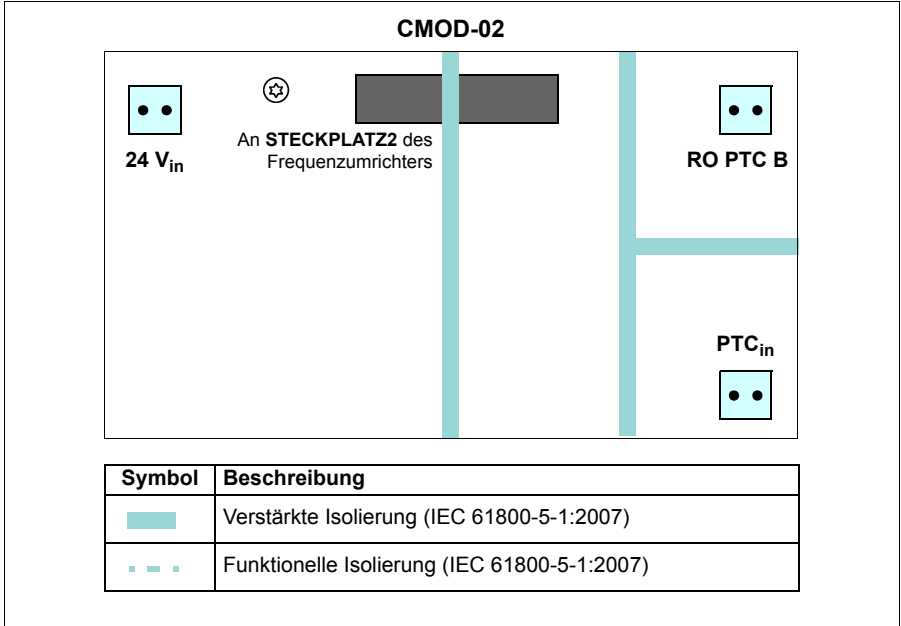 CMOD-02
An STECKPLATZ2 des
Frequenzumrichters
24 Vin
RO PTC B
PTCin
Symbol Beschreibung
Verstärkte Isolierung (IEC 61800-5-1:2007)
Funktionelle Isolierung (IEC 61800-5-1:2007)